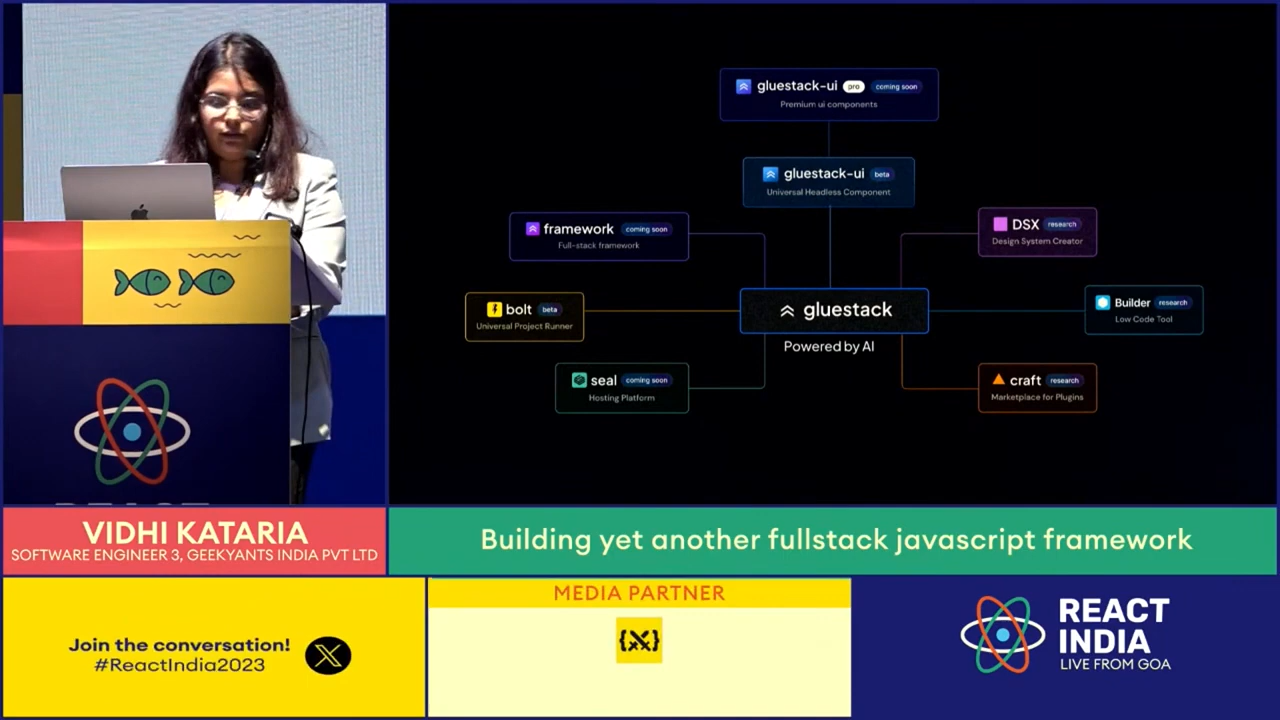 gluestack-ui pro coming soon
Premium ui components
gluestack-ui beta
Universal Headless Component
framework coming soon
Full-stack framework
DSX research
Design System Creator
bolt beta
Universal Project Runner
gluestack
Powered by AI
Builder research
Low Code Tool
seal coming soon
Hosting Platform
craft research
Marketplace for Plugins
VIDHI KATARIA
SOFTWARE ENGINEER 3, GEEKYANTS INDIA PVT LTD
Building yet another fullstack javascript framework
Join the conversation!
#ReactIndia2023
MEDIA PARTNER
{X}
REACT
INDIA
LIVE FROM GOA